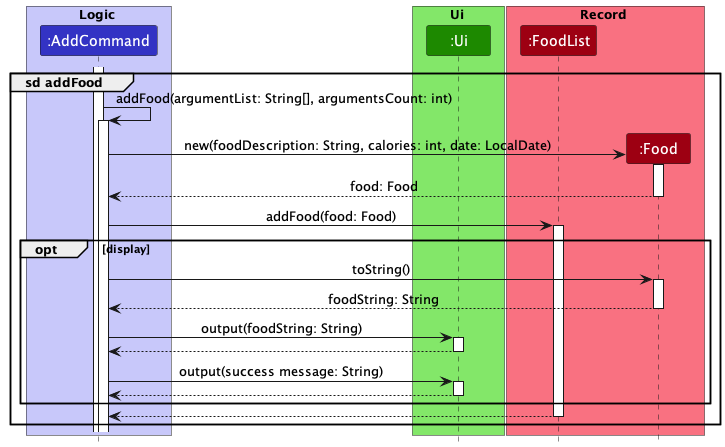 Logic
Ui
Record
:AddCommand
:Ui
:FoodList
sd addFood
addFood(argumentList: String[], argumentsCount: int)
new(foodDescription: String, calories: int, date: LocalDate)
:Food
food: Food
addFood(food: Food)
opt
[display]
toString()
foodString: String
output(foodString: String)
output(success message: String)